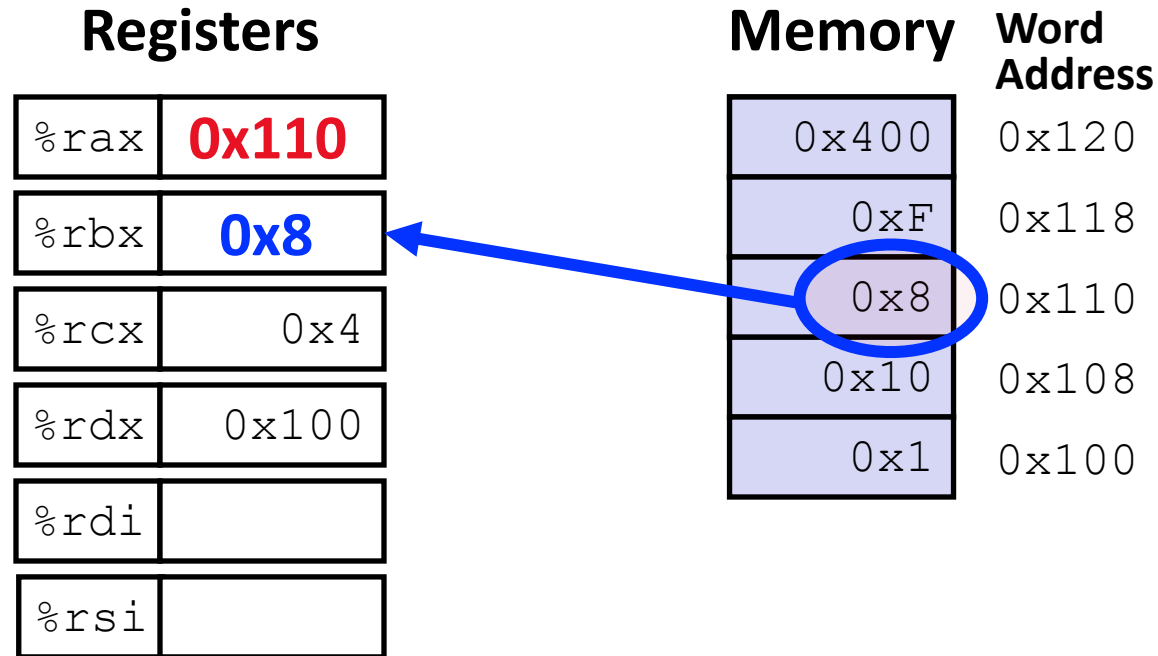 Registers
%rax 0x110
%rbx 0x8
%rcx 0x4
%rdx 0x100
%rdi
%rsi
Memory Word
Address
0x400 0x120
0xF 0x118
0x8 0x110
0x10 0x108
0x1 0x100